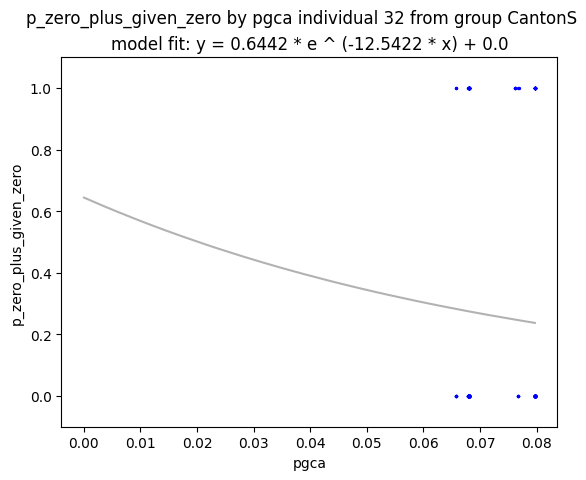 p_zero_plus_given_zero by pgca individual 32 from group CantonS
model fit: y = 0.6442 * e ^ (-12.5422 * x) + 0.0
1.0
0.8
0.6
0.4
0.2
0.0
p_zero_plus_given_zero
0.00 0.01 0.02 0.03 0.04 0.05 0.06 0.07 0.08
pgca